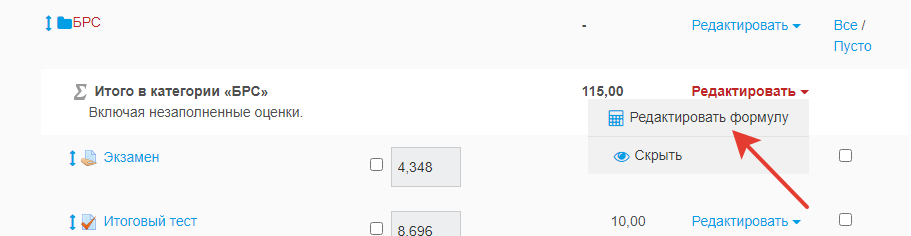 БРС - Редактировать Все /
Пусто
Итого в категории «БРС» 115,00 Редактировать
Включая незаполненные оценки.
Редактировать формулу
Экзамен 4,348
Скрыть
Итоговый тест 8,696 10,00 Редактировать